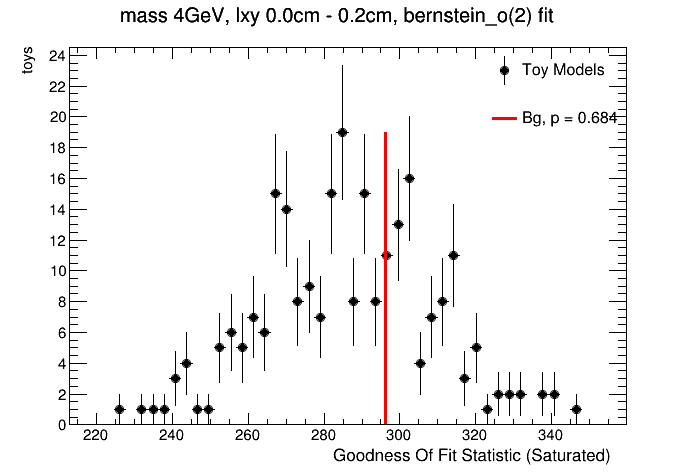 mass 4GeV, lxy 0.0cm - 0.2cm, bernstein_o(2) fit
toys
24
22
20
18
16
14
12
10
8
6
4
2
0
Toy Models
Bg, p = 0.684
220 240 260 280 300 320 340
Goodness Of Fit Statistic (Saturated)